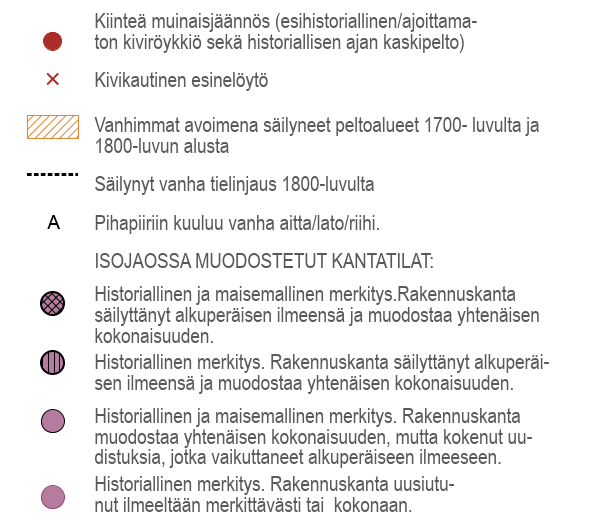 Kiinteä muinaisjäännös (esihistoriallinen/ajoittama-
ton kiviröykkiö sekä historiallisen ajan kaskipelto)
Kivikautinen esinelöytö
Vanhimmat avoimena säilyneet peltoalueet 1700- luvulta ja
1800-luvun alusta
Säilynyt vanha tielinjaus 1800-luvulta
A Pihapiiriin kuuluu vanha aitta/lato/riihi.
ISOJAOSSA MUODOSTETUT KANTATILAT:
Historiallinen ja maisemallinen merkitys.Rakennuskanta
säilyttänyt alkuperäisen ilmeensä ja muodostaa yhtenäisen
kokonaisuuden.
Historiallinen merkitys. Rakennuskanta säilyttänyt alkuperäi-
sen ilmeensä ja muodostaa yhtenäisen kokonaisuuden.
Historiallinen ja maisemallinen merkitys. Rakennuskanta
muodostaa yhtenäisen kokonaisuuden, mutta kokenut uu-
distuksia, jotka vaikuttaneet alkuperäiseen ilmeeseen.
Historiallinen merkitys. Rakennuskanta uusiutu-
nut ilmeeltään merkittävästi tai  kokonaan.